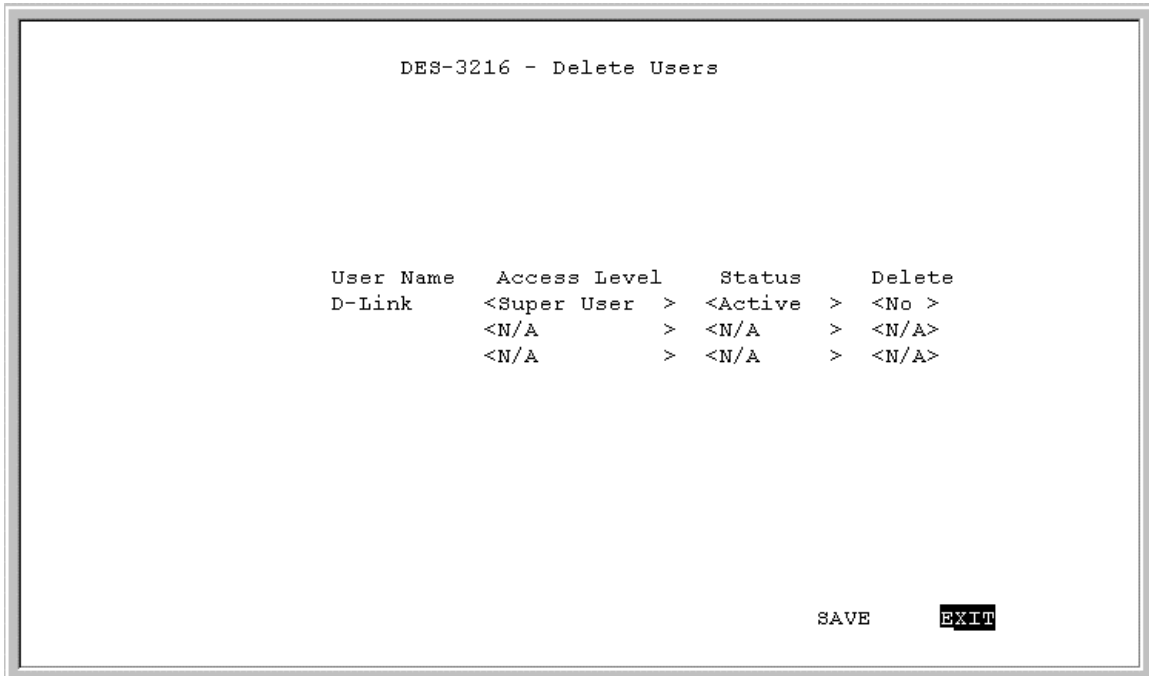 DES-3216 - Delete Users
User Name Access Level Status Delete
D-Link <Super User > <Active > <No >
<N/A > <N/A > <N/A>
<N/A > <N/A > <N/A>
SAVE EXIT